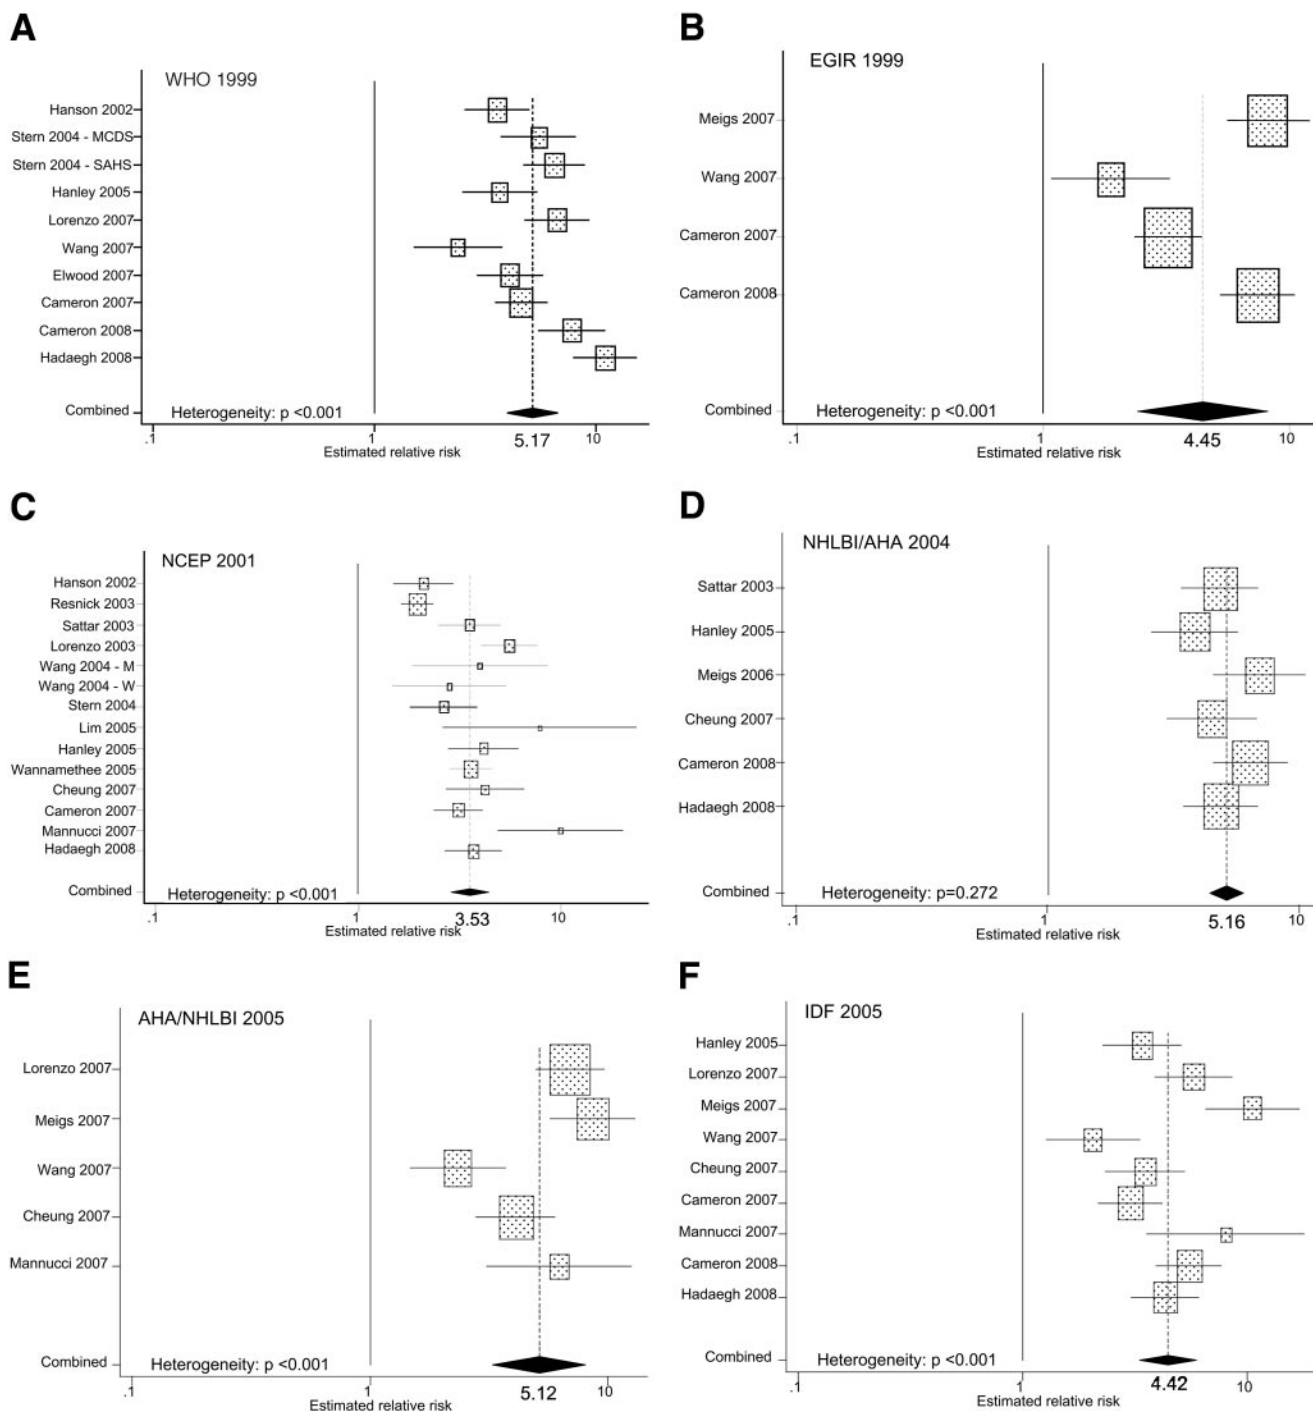 A
WHO 1999
Hanson 2002
Stern 2004 - MCDS
Stern 2004 - SAHS
Hanley 2005
Lorenzo 2007
Wang 2007
Elwood 2007
Cameron 2007
Cameron 2008
Hadaegh 2008
Combined
Heterogeneity: p <0.001
.1
1
5.17
10
Estimated relative risk
B
EGIR 1999
Meigs 2007
Wang 2007
Cameron 2007
Cameron 2008
Combined
Heterogeneity: p <0.001
.1
1
4.45
10
Estimated relative risk
C
NCEP 2001
Hanson 2002
Resnick 2003
Sattar 2003
Lorenzo 2003
Wang 2004 - M
Wang 2004 - W
Stern 2004
Lim 2005
Hanley 2005
Wannamethee 2005
Cheung 2007
Cameron 2007
Mannucci 2007
Hadaegh 2008
Combined
Heterogeneity: p <0.001
.1
1
3.53
10
Estimated relative risk
D
NHLBI/AHA 2004
Sattar 2003
Hanley 2005
Meigs 2006
Cheung 2007
Cameron 2008
Hadaegh 2008
Combined
Heterogeneity: p=0.272
.1
1
5.16
10
Estimated relative risk
E
AHA/NHLBI 2005
Lorenzo 2007
Meigs 2007
Wang 2007
Cheung 2007
Mannucci 2007
Combined
Heterogeneity: p <0.001
.1
1
5.12
10
Estimated relative risk
F
IDF 2005
Hanley 2005
Lorenzo 2007
Meigs 2007
Wang 2007
Cheung 2007
Cameron 2007
Mannucci 2007
Cameron 2008
Hadaegh 2008
Combined
Heterogeneity: p <0.001
.1
1
4.42
10
Estimated relative risk